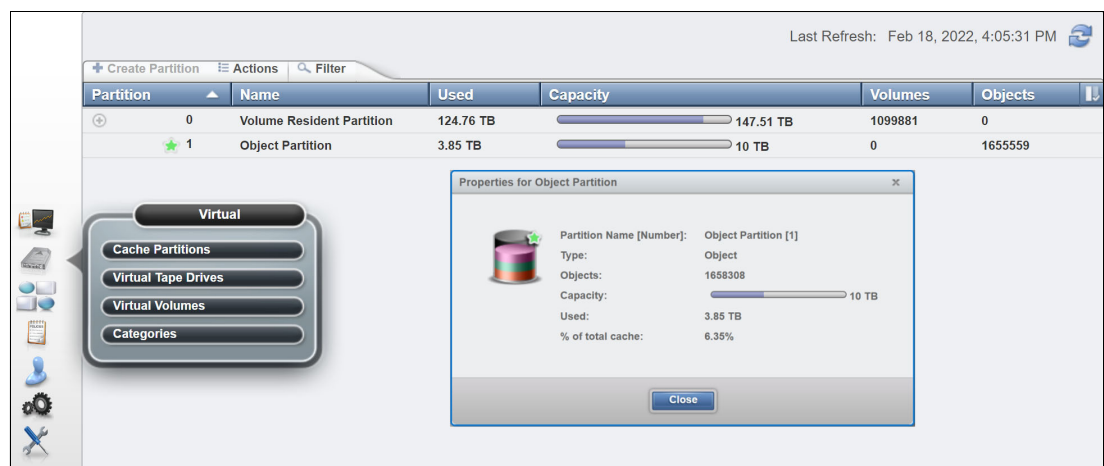 Last Refresh: Feb 18, 2022, 4:05:31 PM
Create Partition Actions Filter
Partition Name Used Capacity Volumes Objects
0 Volume Resident Partition 124.76 TB 147.51 TB 1099881 0
1 Object Partition 3.85 TB 10 TB 0 1655559
Properties for Object Partition
Partition Name [Number]: Object Partition [1]
Type: Object
Objects: 1658308
Capacity: 10 TB
Used: 3.85 TB
% of total cache: 6.35%
Close
Virtual
Cache Partitions
Virtual Tape Drives
Virtual Volumes
Categories